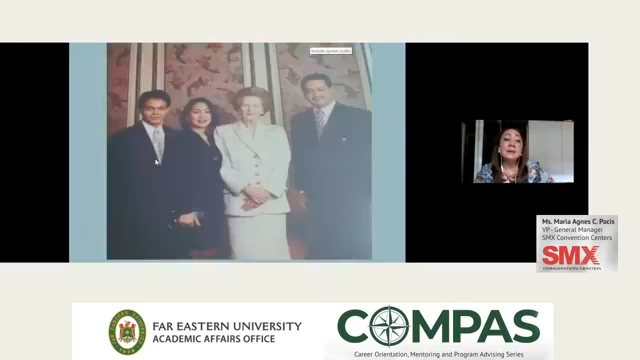 Ms. Maria Agnes C. Pacis
VP - General Manager
SMX Convention Centers
SMX
CONVENTION CENTER
FAR EASTERN UNIVERSITY
ACADEMIC AFFAIRS OFFICE
COMPAS
Career Orientation, Mentoring and Program Advising Series